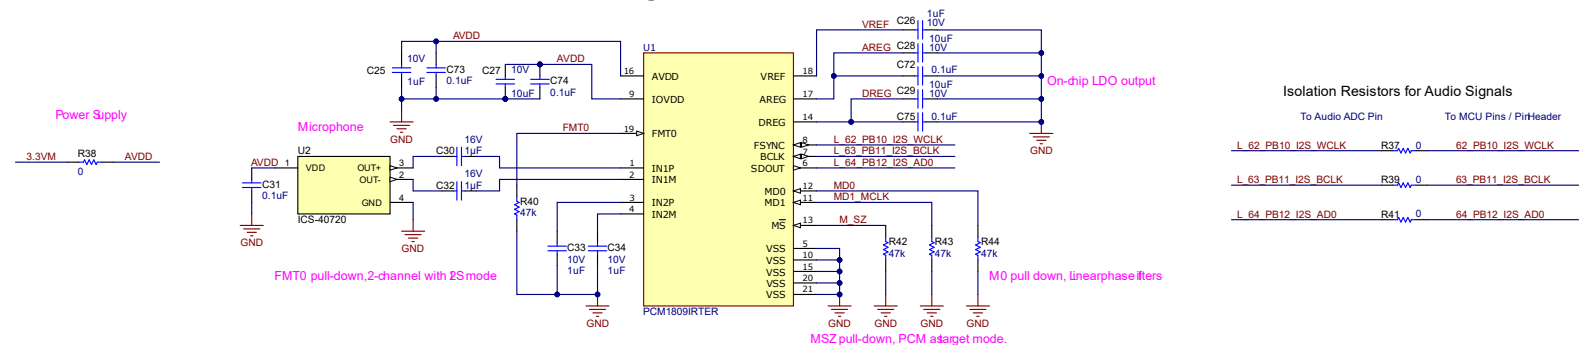 Power Supply
3.3VM R38 AVDD
0
AVDD
C25 10V 1uF
C73 0.1uF
AVDD
C27 10V 10uF
C74 0.1uF
GND
Microphone
U2
AVDD 1 VDD
OUT+ 3
OUT- 2
GND 4
ICS-40720
C31
0.1uF
GND
GND
C30 16V 1µF
C32 16V 1µF
FMT0
R40
47k
C33
10V
1uF
C34
10V
1uF
GND
FMT0 pull-down,2-channel with I2S mode
U1
16 AVDD
9 IOVDD
19 FMT0
1 IN1P
2 IN1M
3 IN2P
4 IN2M
VREF 18
AREG 17
DREG 14
FSYNC 8
BCLK 7
SDOUT 6
MD0 12
MD1 11
MS 13
VSS 5
VSS 10
VSS 15
VSS 20
VSS 21
PCM1809IRTER
VREF C26 1uF 10V
AREG C28 10uF 10V
C72 0.1uF
DREG C29 10uF 10V
C75 0.1uF
GND
On-chip LDO output
L_62_PB10_I2S_WCLK
L_63_PB11_I2S_BCLK
L_64_PB12_I2S_AD0
MD0
MD1_MCLK
M_SZ
R42
47k
R43
47k
R44
47k
GND
GND
GND
GND
M0 pull down, Linearphase filters
MSZ pull-down, PCM as target mode.
Isolation Resistors for Audio Signals
To Audio ADC Pin To MCU Pins / PinHeader
L_62_PB10_I2S_WCLK R37 0 62_PB10_I2S_WCLK
L_63_PB11_I2S_BCLK R39 0 63_PB11_I2S_BCLK
L_64_PB12_I2S_AD0 R41 0 64_PB12_I2S_AD0